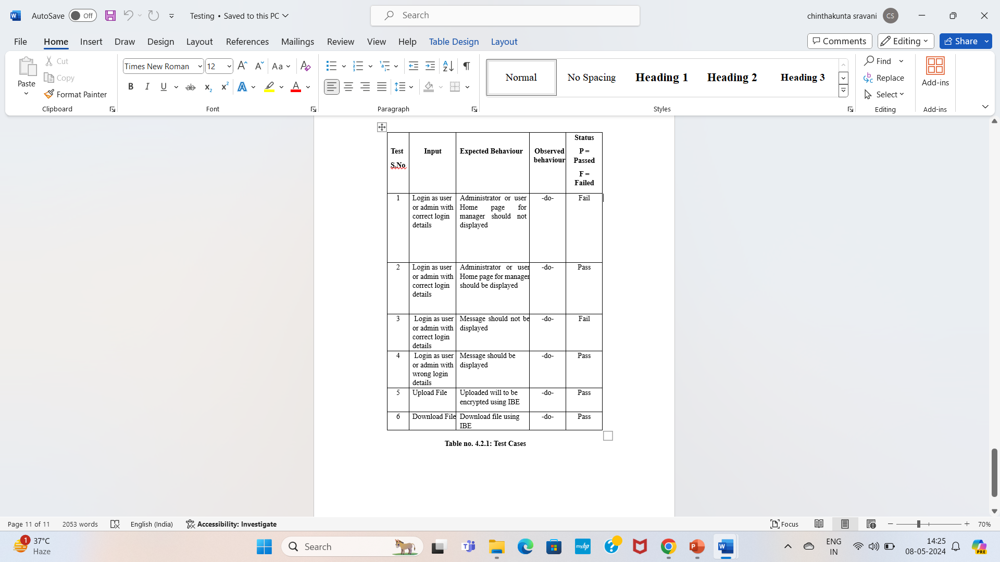 AutoSave Off Testing • Saved to this PC Search chinthakunta sravani CS
File Home Insert Draw Design Layout References Mailings Review View Help Table Design Layout Comments Editing Share
Paste Cut Copy Format Painter
Times New Roman 12 Aa
B I U ab x2 x2 A A
Normal No Spacing Heading 1 Heading 2 Heading 3
Find Replace Select Add-ins
Clipboard Font Paragraph Styles Editing Add-ins
Test
S.No
Input
Expected Behaviour
Observed
behaviour
Status
P =
Passed
F =
Failed
1
Login as user
or admin with
correct login
details
Administrator or user
Home page for
manager should not
displayed
-do-
Fail
2
Login as user
or admin with
correct login
details
Administrator or user
Home page for manager
should be displayed
-do-
Pass
3
Login as user
or admin with
correct login
details
Message should not be
displayed
-do-
Fail
4
Login as user
or admin with
wrong login
details
Message should be
displayed
-do-
Pass
5
Upload File
Uploaded will to be
encrypted using IBE
-do-
Pass
6
Download File
Download file using
IBE
-do-
Pass
Table no. 4.2.1: Test Cases
Page 11 of 11 2053 words English (India) Accessibility: Investigate Focus 70%
1 37°C
Haze
Search
myhp
ENG
IN
14:25
08-05-2024
PRE